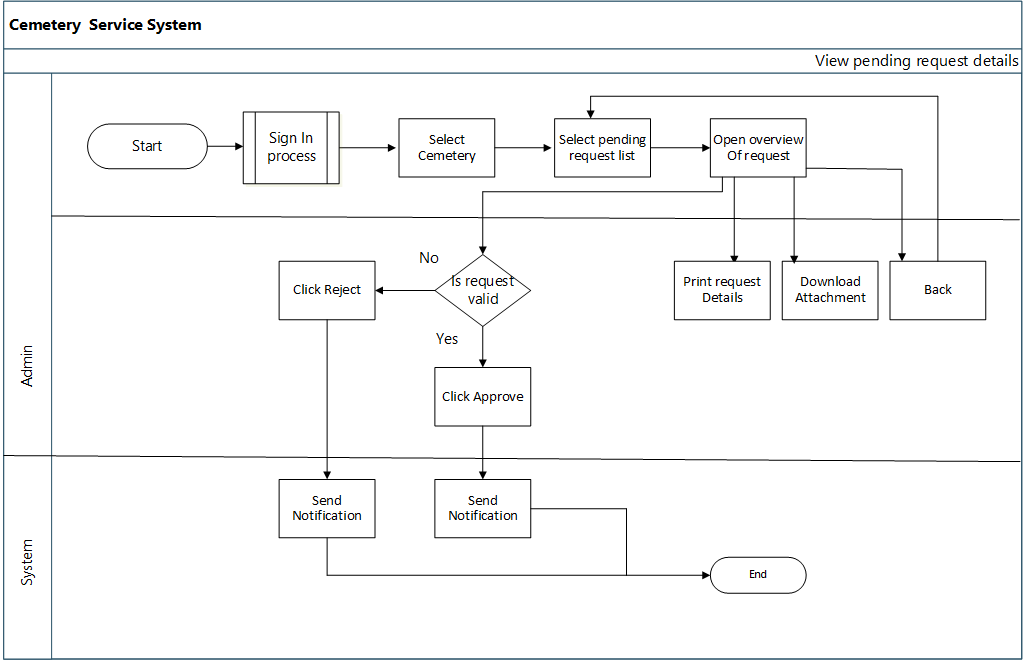 Cemetery  Service System
View pending request details
Start
Sign In
process
Select
Cemetery
Select pending
request list
Open overview
Of request
No
Click Reject
Is request
valid
Print request
Details
Download
Attachment
Back
Yes
Click Approve
Admin
Send
Notification
Send
Notification
System
End